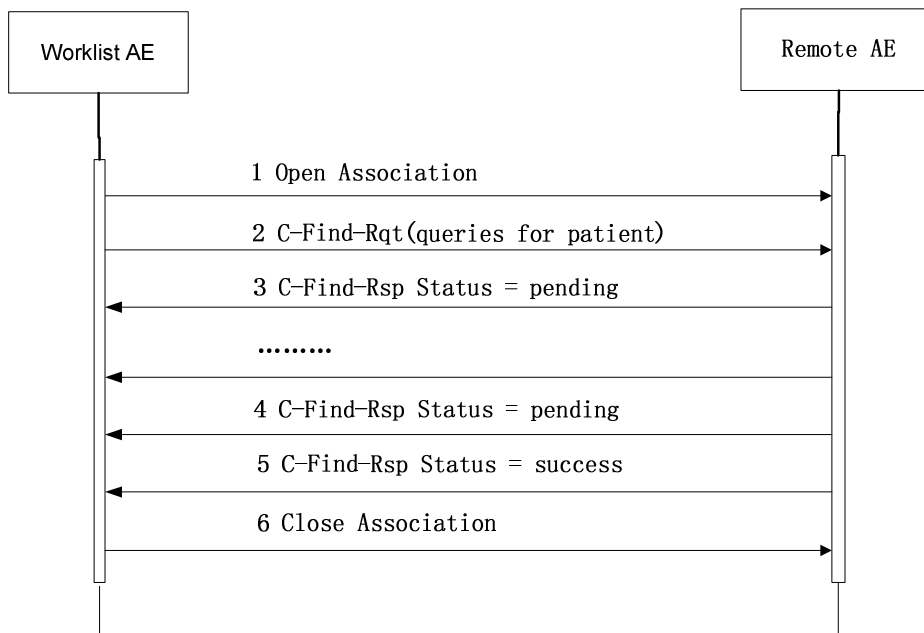 Worklist AE
Remote AE
1 Open Association
2 C-Find-Rqt(queries for patient)
3 C-Find-Rsp Status = pending
………
4 C-Find-Rsp Status = pending
5 C-Find-Rsp Status = success
6 Close Association